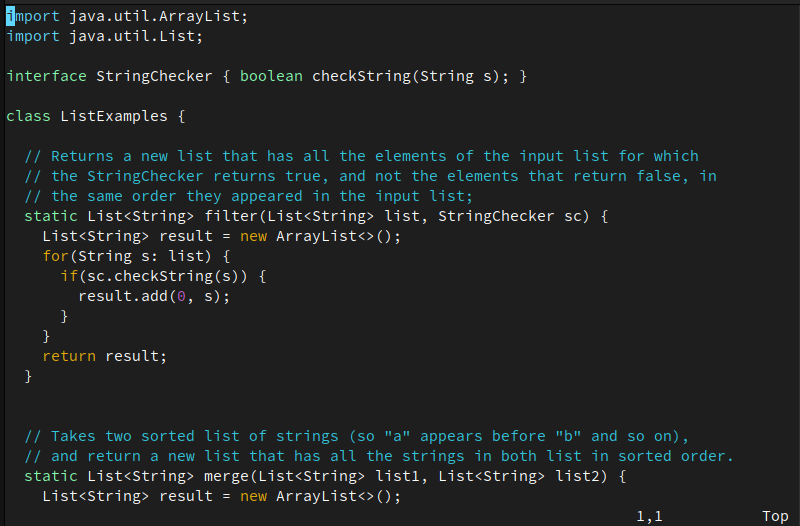 import java.util.ArrayList;
import java.util.List;

interface StringChecker { boolean checkString(String s); }

class ListExamples {

  // Returns a new list that has all the elements of the input list for which
  // the StringChecker returns true, and not the elements that return false, in
  // the same order they appeared in the input list;
  static List<String> filter(List<String> list, StringChecker sc) {
    List<String> result = new ArrayList<>();
    for(String s: list) {
      if(sc.checkString(s)) {
        result.add(0, s);
      }
    }
    return result;
  }


  // Takes two sorted list of strings (so "a" appears before "b" and so on),
  // and return a new list that has all the strings in both list in sorted order.
  static List<String> merge(List<String> list1, List<String> list2) {
    List<String> result = new ArrayList<>();
1,1 Top